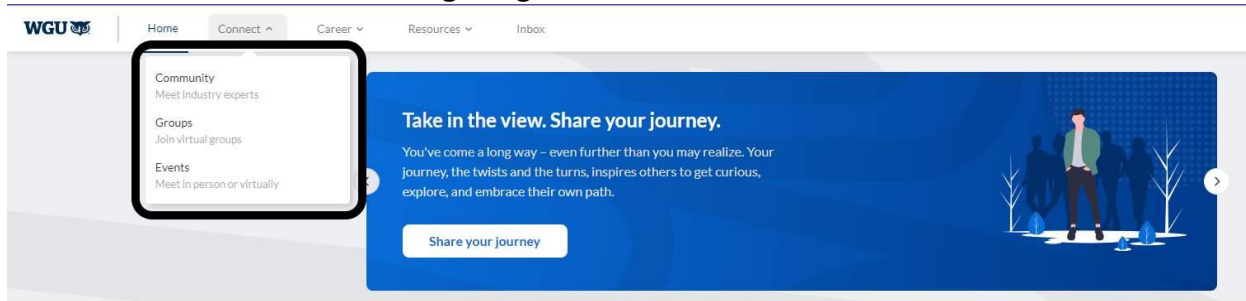 WGU
Home Connect Career Resources Inbox
Community
Meet industry experts
Groups
Join virtual groups
Events
Meet in person or virtually
Take in the view. Share your journey.
You've come a long way – even further than you may realize. Your
journey, the twists and the turns, inspires others to get curious,
explore, and embrace their own path.
Share your journey